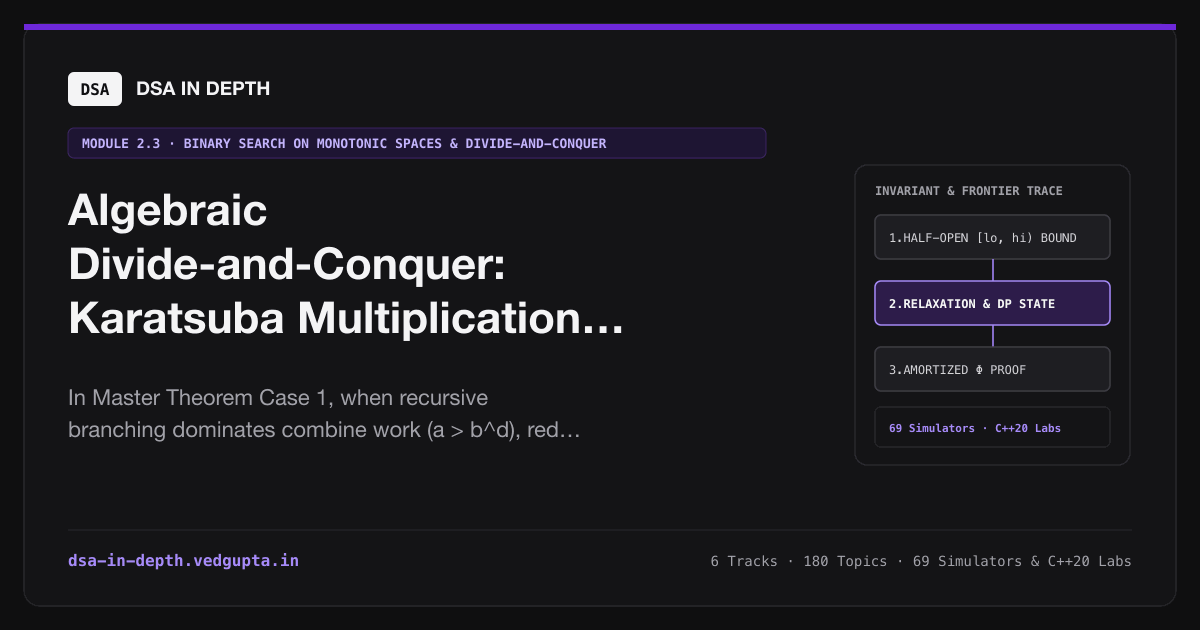 DSA
DSA IN DEPTH
MODULE 2.3 · BINARY SEARCH ON MONOTONIC SPACES & DIVIDE-AND-CONQUER
Algebraic
Divide-and-Conquer:
Karatsuba Multiplication...
In Master Theorem Case 1, when recursive
branching dominates combine work (a > b^d), red...
INVARIANT & FRONTIER TRACE
1.HALF-OPEN [lo, hi) BOUND
2.RELAXATION & DP STATE
3.AMORTIZED Φ PROOF
69 Simulators · C++20 Labs
dsa-in-depth.vedgupta.in
6 Tracks · 180 Topics · 69 Simulators & C++20 Labs